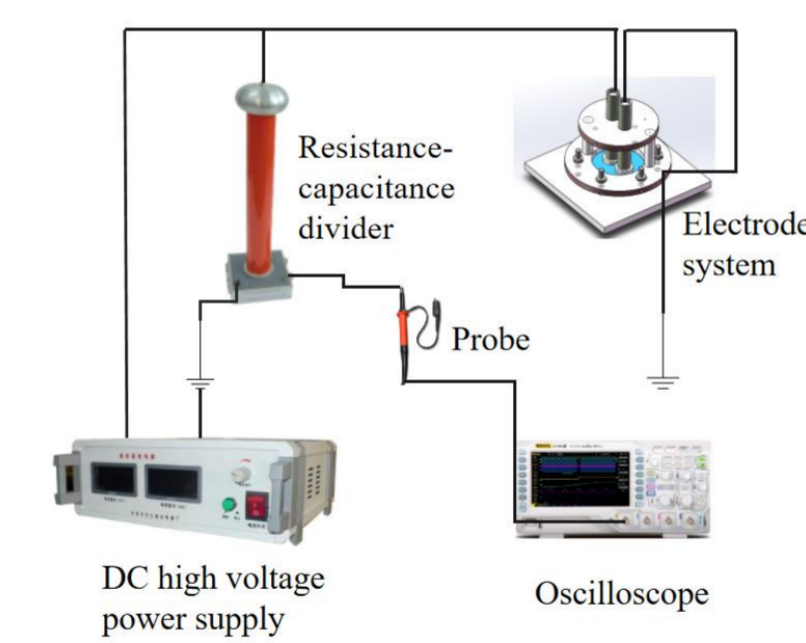 Resistance-
capacitance
divider
Electrode
system
Probe
DC high voltage
power supply
Oscilloscope